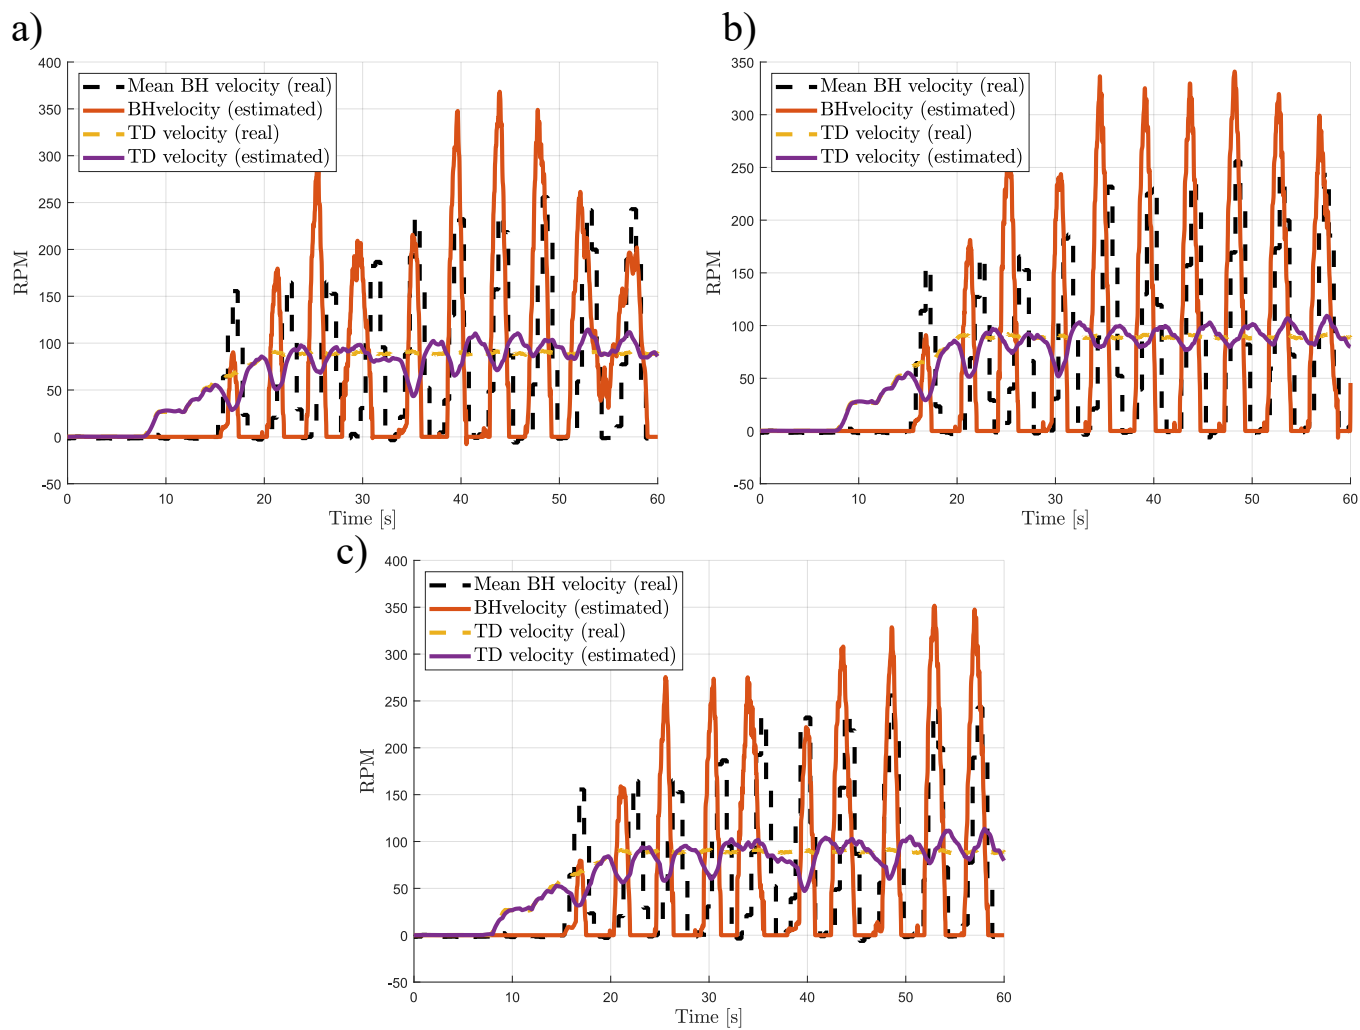 a)
400
350
300
250
200
150
100
50
0
-50
RPM
Mean BH velocity (real)
BHvelocity (estimated)
TD velocity (real)
TD velocity (estimated)
0 10 20 30 40 50 60
Time [s]
b)
350
300
250
200
150
100
50
0
-50
RPM
Mean BH velocity (real)
BHvelocity (estimated)
TD velocity (real)
TD velocity (estimated)
0 10 20 30 40 50 60
Time [s]
c)
400
350
300
250
200
150
100
50
0
-50
RPM
Mean BH velocity (real)
BHvelocity (estimated)
TD velocity (real)
TD velocity (estimated)
0 10 20 30 40 50 60
Time [s]